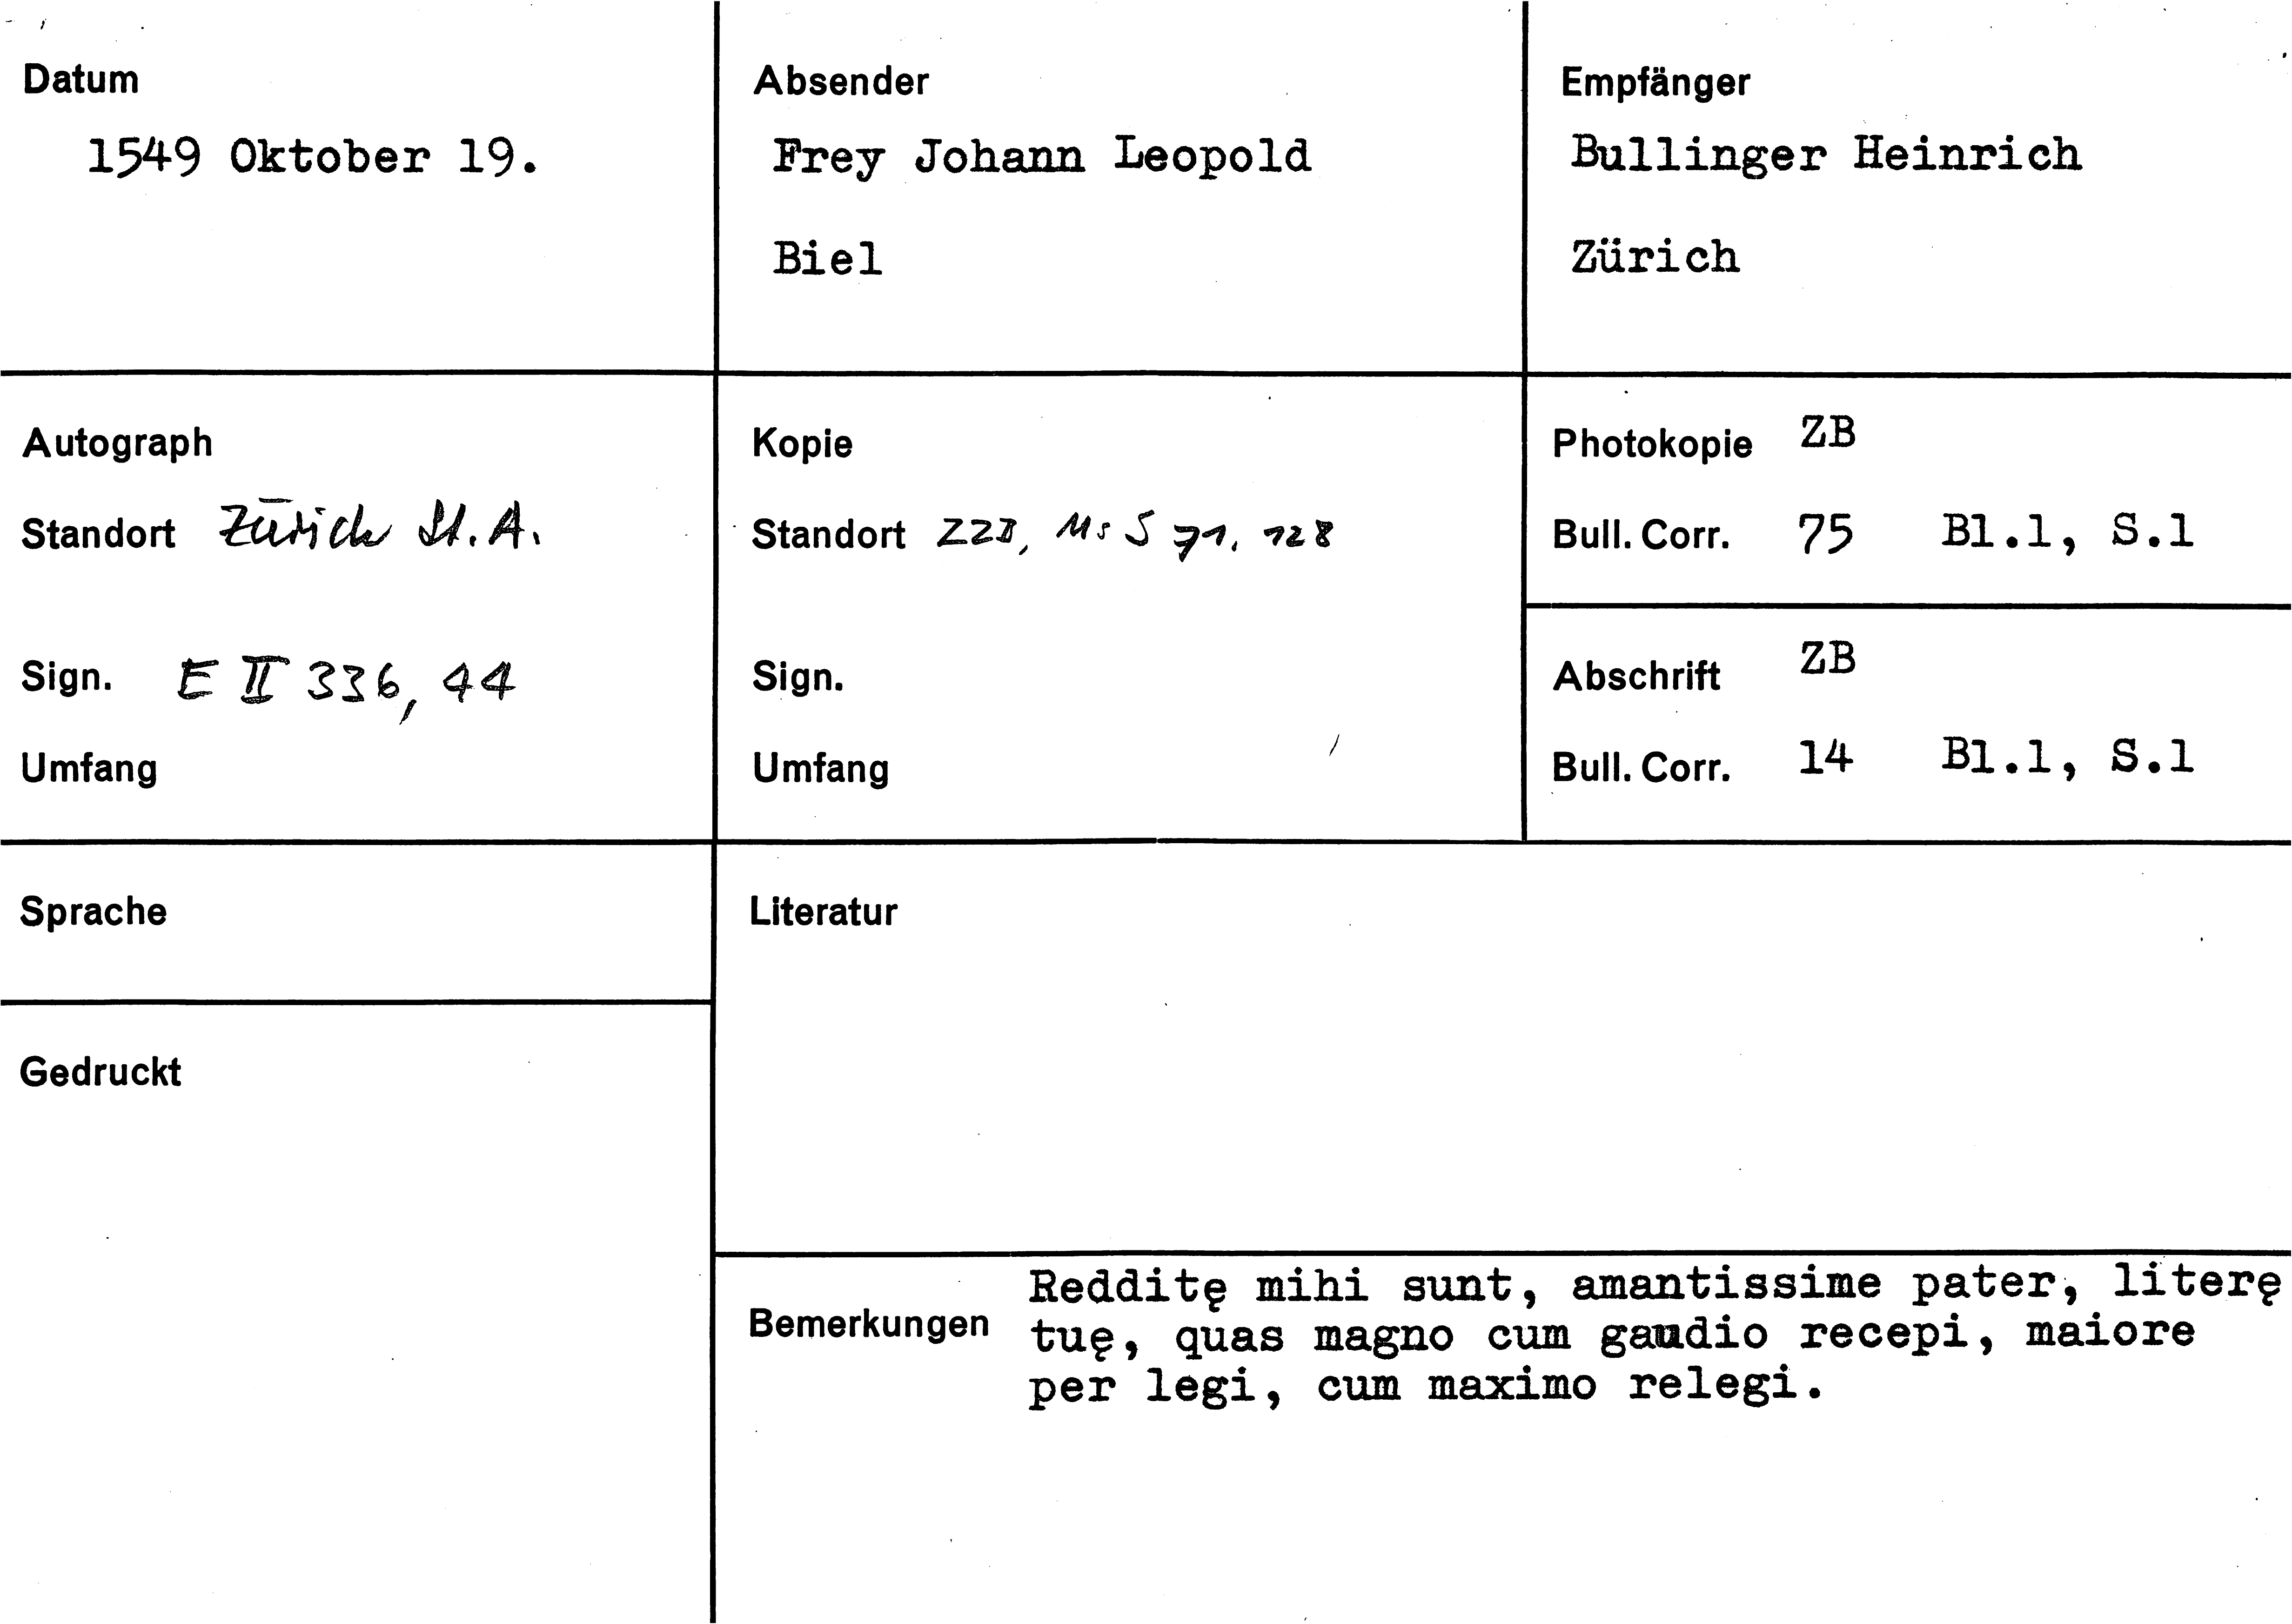 Datum
1549 Oktober 19.
Absender
Frey Johann Leopold
Biel
Empfänger
Bullinger Heinrich
Zürich
Autograph
Standort Zürich St. A.
Sign. E II 336, 44
Umfang
Kopie
Standort ZZB, Ms S 71, 128
Sign.
Umfang
Photokopie ZB
Bull. Corr. 75 Bl.1, S.1
Abschrift ZB
Bull. Corr. 14 Bl.1, S.1
Sprache
Gedruckt
Literatur
Bemerkungen
Redditę mihi sunt, amantissime pater, literę
tuę, quas magno cum gaudio recepi, maiore
per legi, cum maximo relegi.